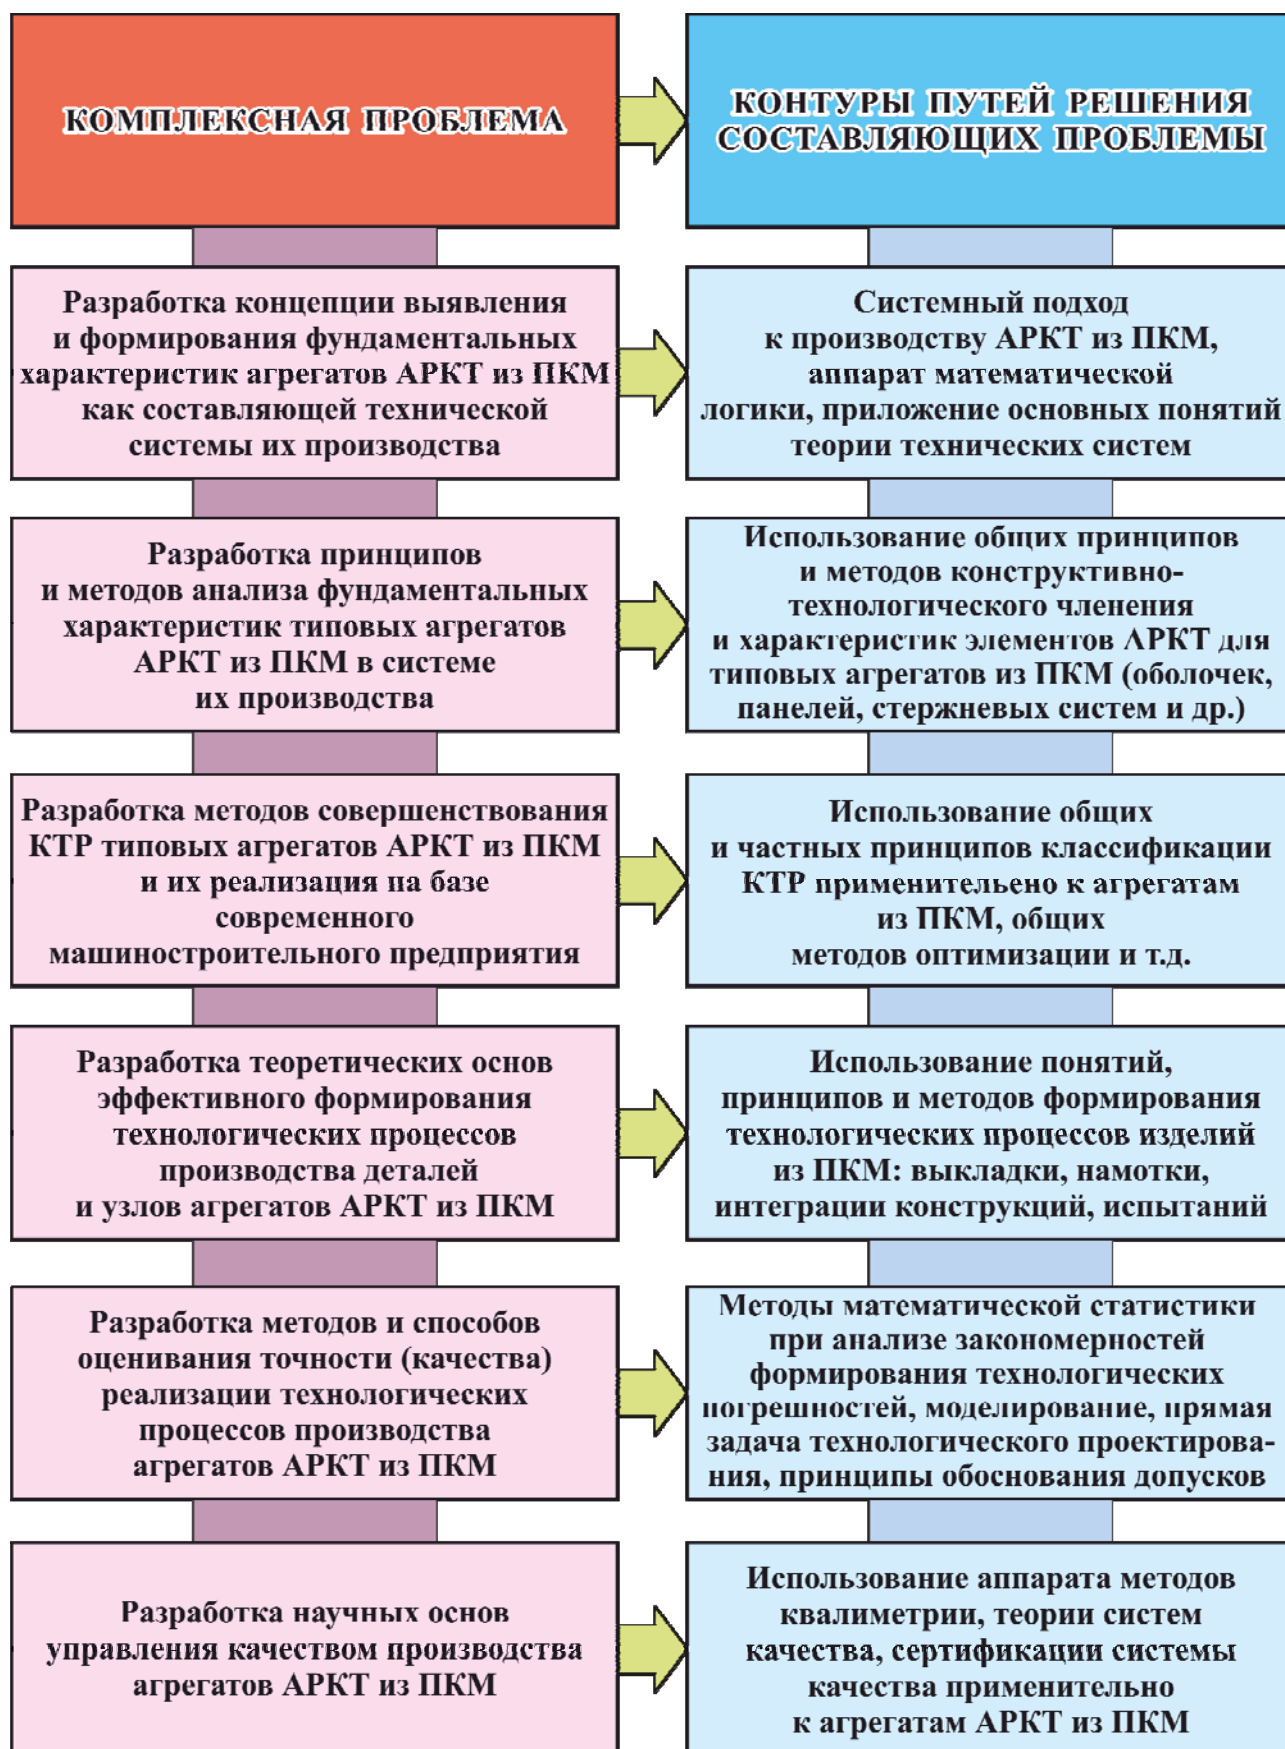 КОМПЛЕКСНАЯ ПРОБЛЕМА
КОНТУРЫ ПУТЕЙ РЕШЕНИЯ
СОСТАВЛЯЮЩИХ ПРОБЛЕМЫ
Разработка концепции выявления
и формирования фундаментальных
характеристик агрегатов АРКТ из ПКМ
как составляющей технической
системы их производства
Системный подход
к производству АРКТ из ПКМ,
аппарат математической
логики, приложение основных понятий
теории технических систем
Разработка принципов
и методов анализа фундаментальных
характеристик типовых агрегатов
АРКТ из ПКМ в системе
их производства
Использование общих принципов
и методов конструктивно-
технологического членения
и характеристик элементов АРКТ для
типовых агрегатов из ПКМ (оболочек,
панелей, стержневых систем и др.)
Разработка методов совершенствования
КТР типовых агрегатов АРКТ из ПКМ
и их реализация на базе
современного
машиностроительного предприятия
Использование общих
и частных принципов классификации
КТР применительено к агрегатам
из ПКМ, общих
методов оптимизации и т.д.
Разработка теоретических основ
эффективного формирования
технологических процессов
производства деталей
и узлов агрегатов АРКТ из ПКМ
Использование понятий,
принципов и методов формирования
технологических процессов изделий
из ПКМ: выкладки, намотки,
интеграции конструкций, испытаний
Разработка методов и способов
оценивания точности (качества)
реализации технологических
процессов производства
агрегатов АРКТ из ПКМ
Методы математической статистики
при анализе закономерностей
формирования технологических
погрешностей, моделирование, прямая
задача технологического проектирова-
ния, принципы обоснования допусков
Разработка научных основ
управления качеством производства
агрегатов АРКТ из ПКМ
Использование аппарата методов
квалиметрии, теории систем
качества, сертификации системы
качества применительно
к агрегатам АРКТ из ПКМ